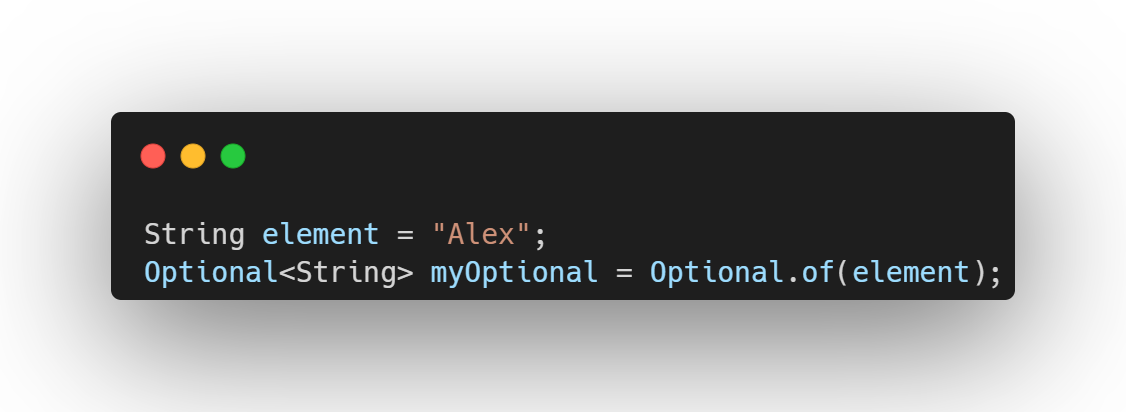 String element = "Alex";
Optional<String> myOptional = Optional.of(element);